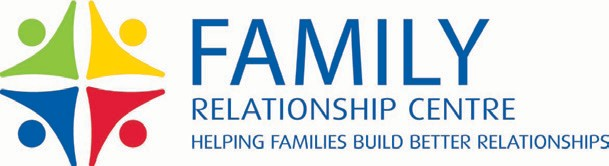 FAMILY
RELATIONSHIP CENTRE
HELPING FAMILIES BUILD BETTER RELATIONSHIPS